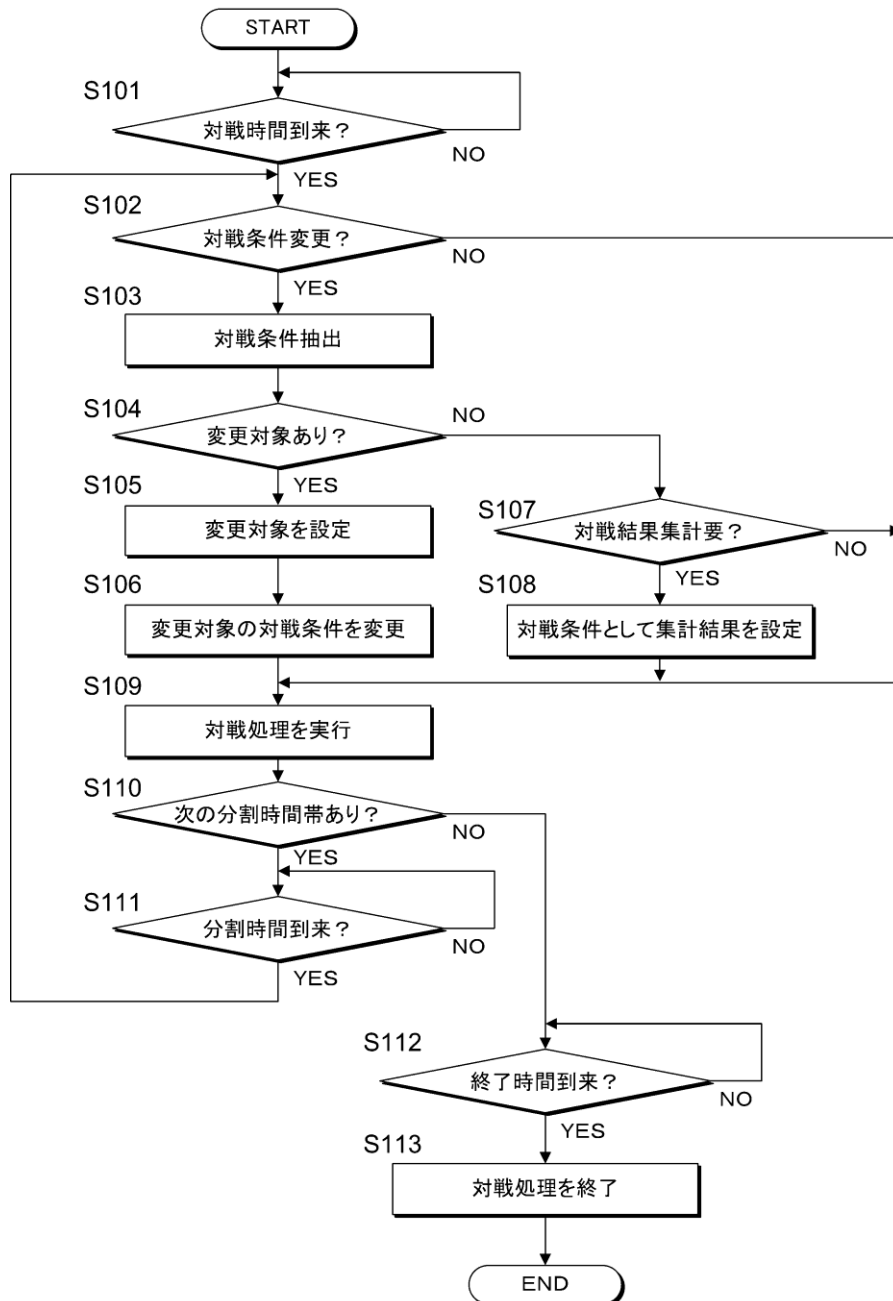 START
S101
対戦時間到来？
NO
YES
S102
対戦条件変更？
NO
YES
S103
対戦条件抽出
S104
変更対象あり？
NO
YES
S105
変更対象を設定
S107
対戦結果集計要？
NO
YES
S106
変更対象の対戦条件を変更
S108
対戦条件として集計結果を設定
S109
対戦処理を実行
S110
次の分割時間帯あり？
NO
YES
S111
分割時間到来？
NO
YES
S112
終了時間到来？
NO
YES
S113
対戦処理を終了
END